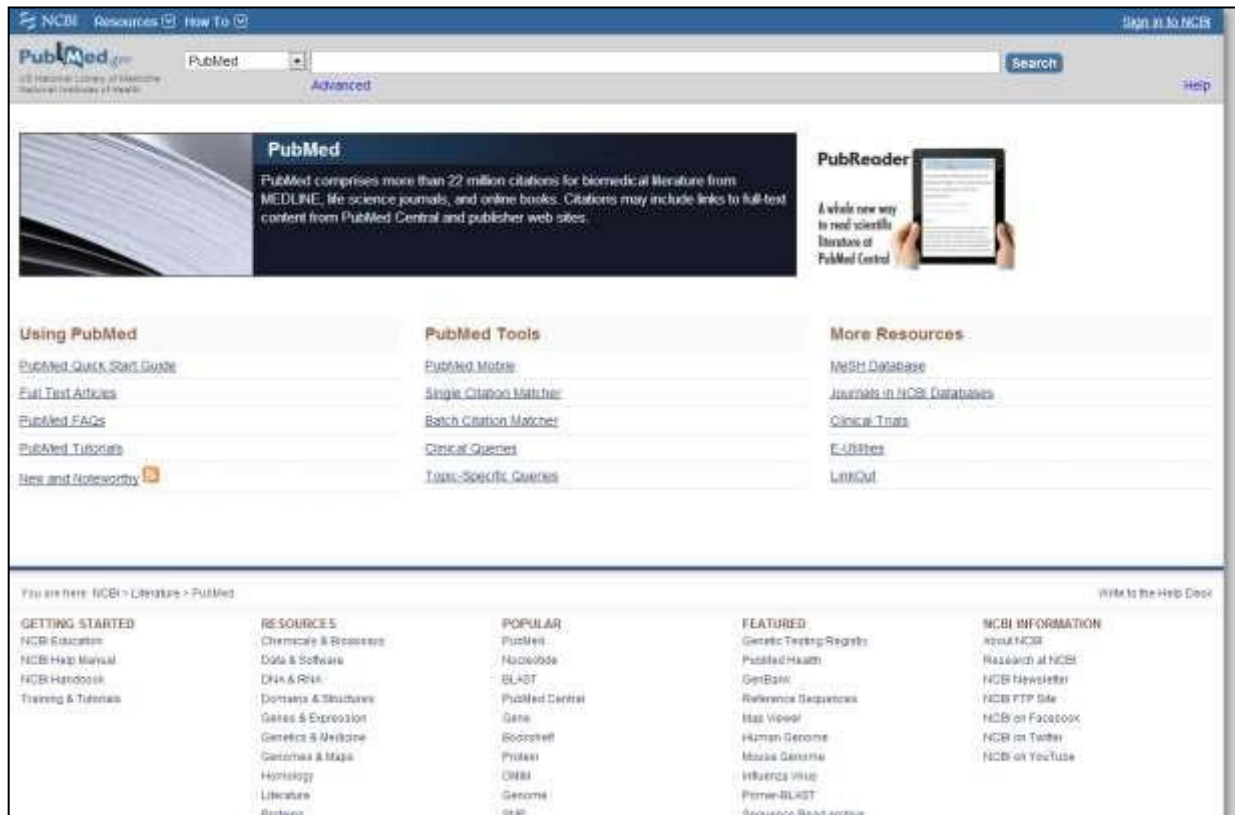 NCBI Resources How To Sign in to NCBI
PubMed.gov
US National Library of Medicine
National Institutes of Health
PubMed
Search
Advanced
Help
PubMed
PubMed comprises more than 22 million citations for biomedical literature from
MEDLINE, life science journals, and online books. Citations may include links to full-text
content from PubMed Central and publisher web sites.
PubReader
A whole new way
to read scientific
literature at
PubMed Central
Using PubMed
PubMed Quick Start Guide
Full Text Articles
PubMed FAQs
PubMed Tutorials
New and Noteworthy
PubMed Tools
PubMed Mobile
Single Citation Matcher
Batch Citation Matcher
Clinical Queries
Topic-Specific Queries
More Resources
MeSH Database
Journals in NCBI Databases
Clinical Trials
E-Utilities
LinkOut
You are here: NCBI > Literature > PubMed
Write to the Help Desk
GETTING STARTED
NCBI Education
NCBI Help Manual
NCBI Handbook
Training & Tutorials
RESOURCES
Chemicals & Bioassays
Data & Software
DNA & RNA
Domains & Structures
Genes & Expression
Genetics & Medicine
Genomes & Maps
Homology
Literature
Proteins
POPULAR
PubMed
Nucleotide
BLAST
PubMed Central
Gene
Bookshelf
Protein
OMIM
Genome
SNP
FEATURED
Genetic Testing Registry
PubMed Health
GenBank
Reference Sequences
Map Viewer
Human Genome
Mouse Genome
Influenza Virus
Primer-BLAST
Sequence Read Archive
NCBI INFORMATION
About NCBI
Research at NCBI
NCBI Newsletter
NCBI FTP Site
NCBI on Facebook
NCBI on Twitter
NCBI on YouTube